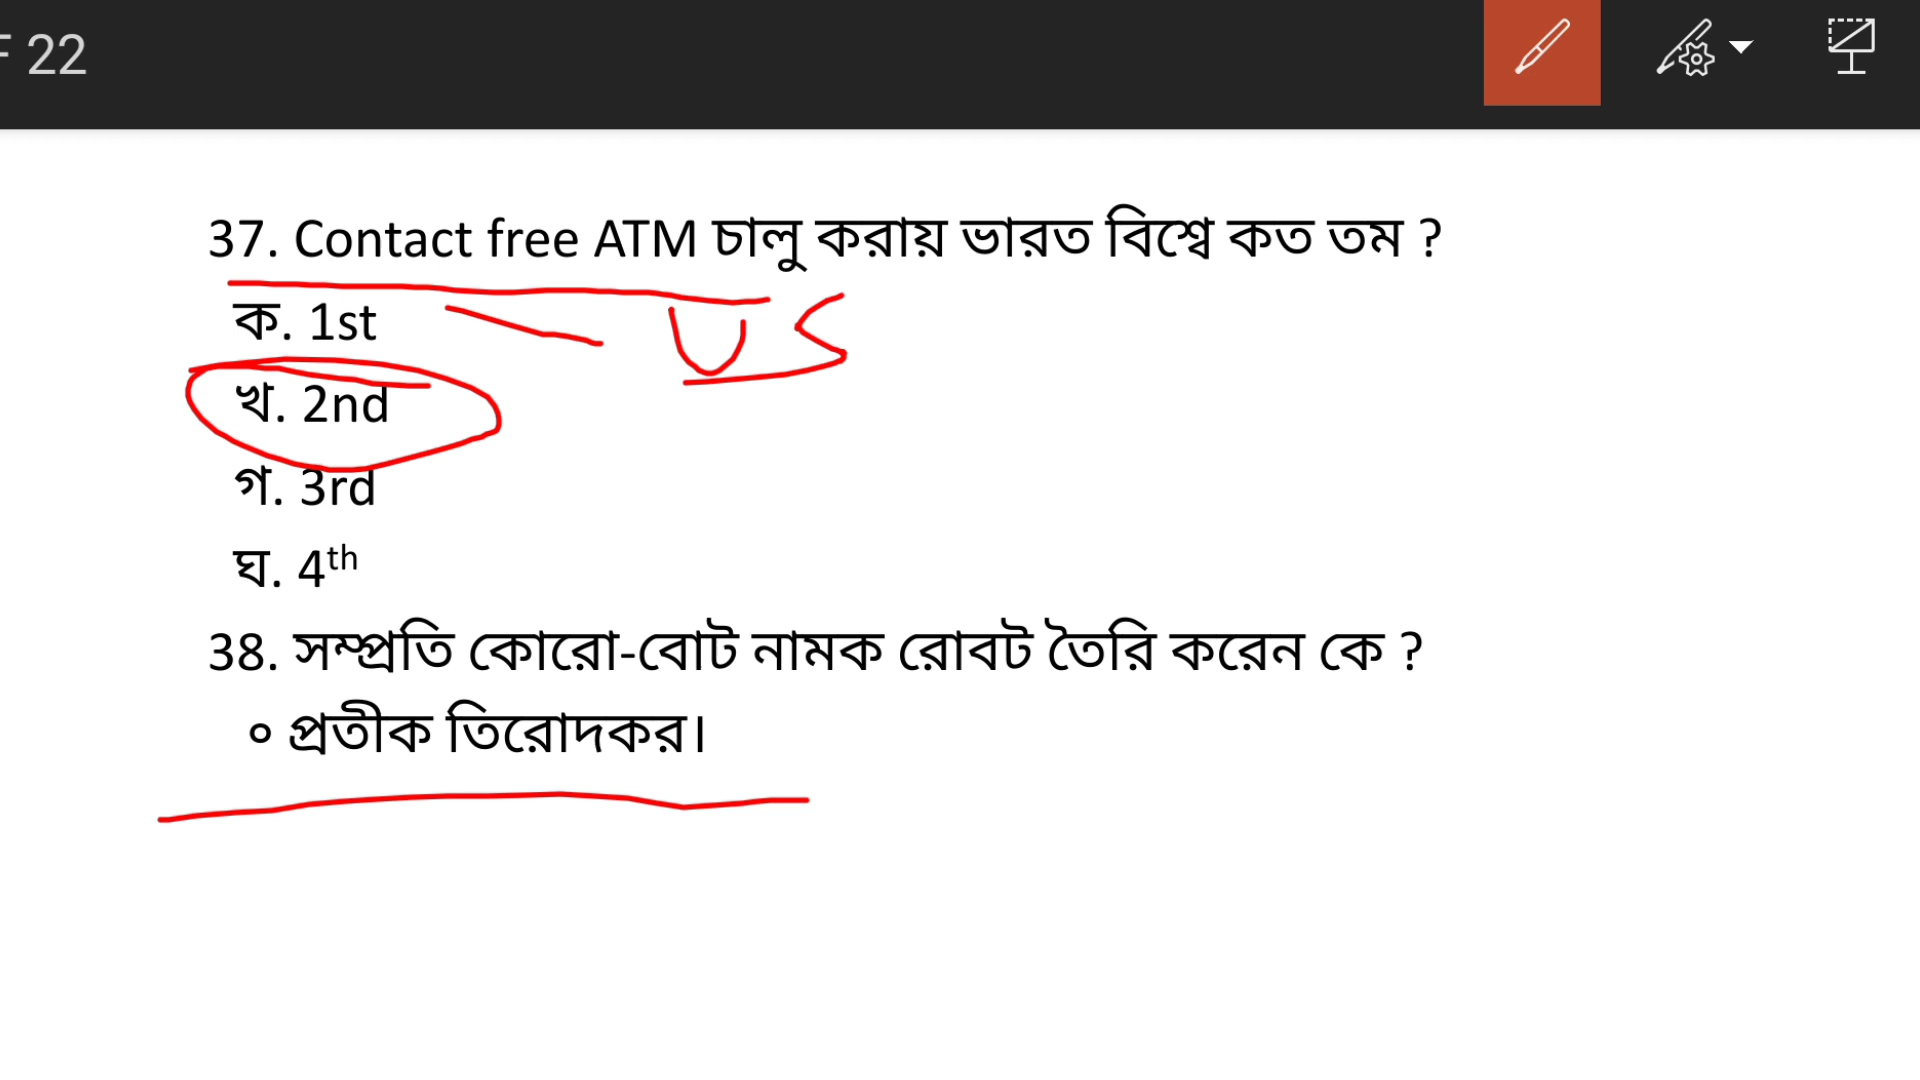 F 22
37. Contact free ATM চালু করায় ভারত বিশ্বে কত তম ?
ক. 1st
US
খ. 2nd
গ. 3rd
ঘ. 4th
38. সম্প্রতি কোরো-বোট নামক রোবট তৈরি করেন কে ?
० প্রতীক তিরোদকর।